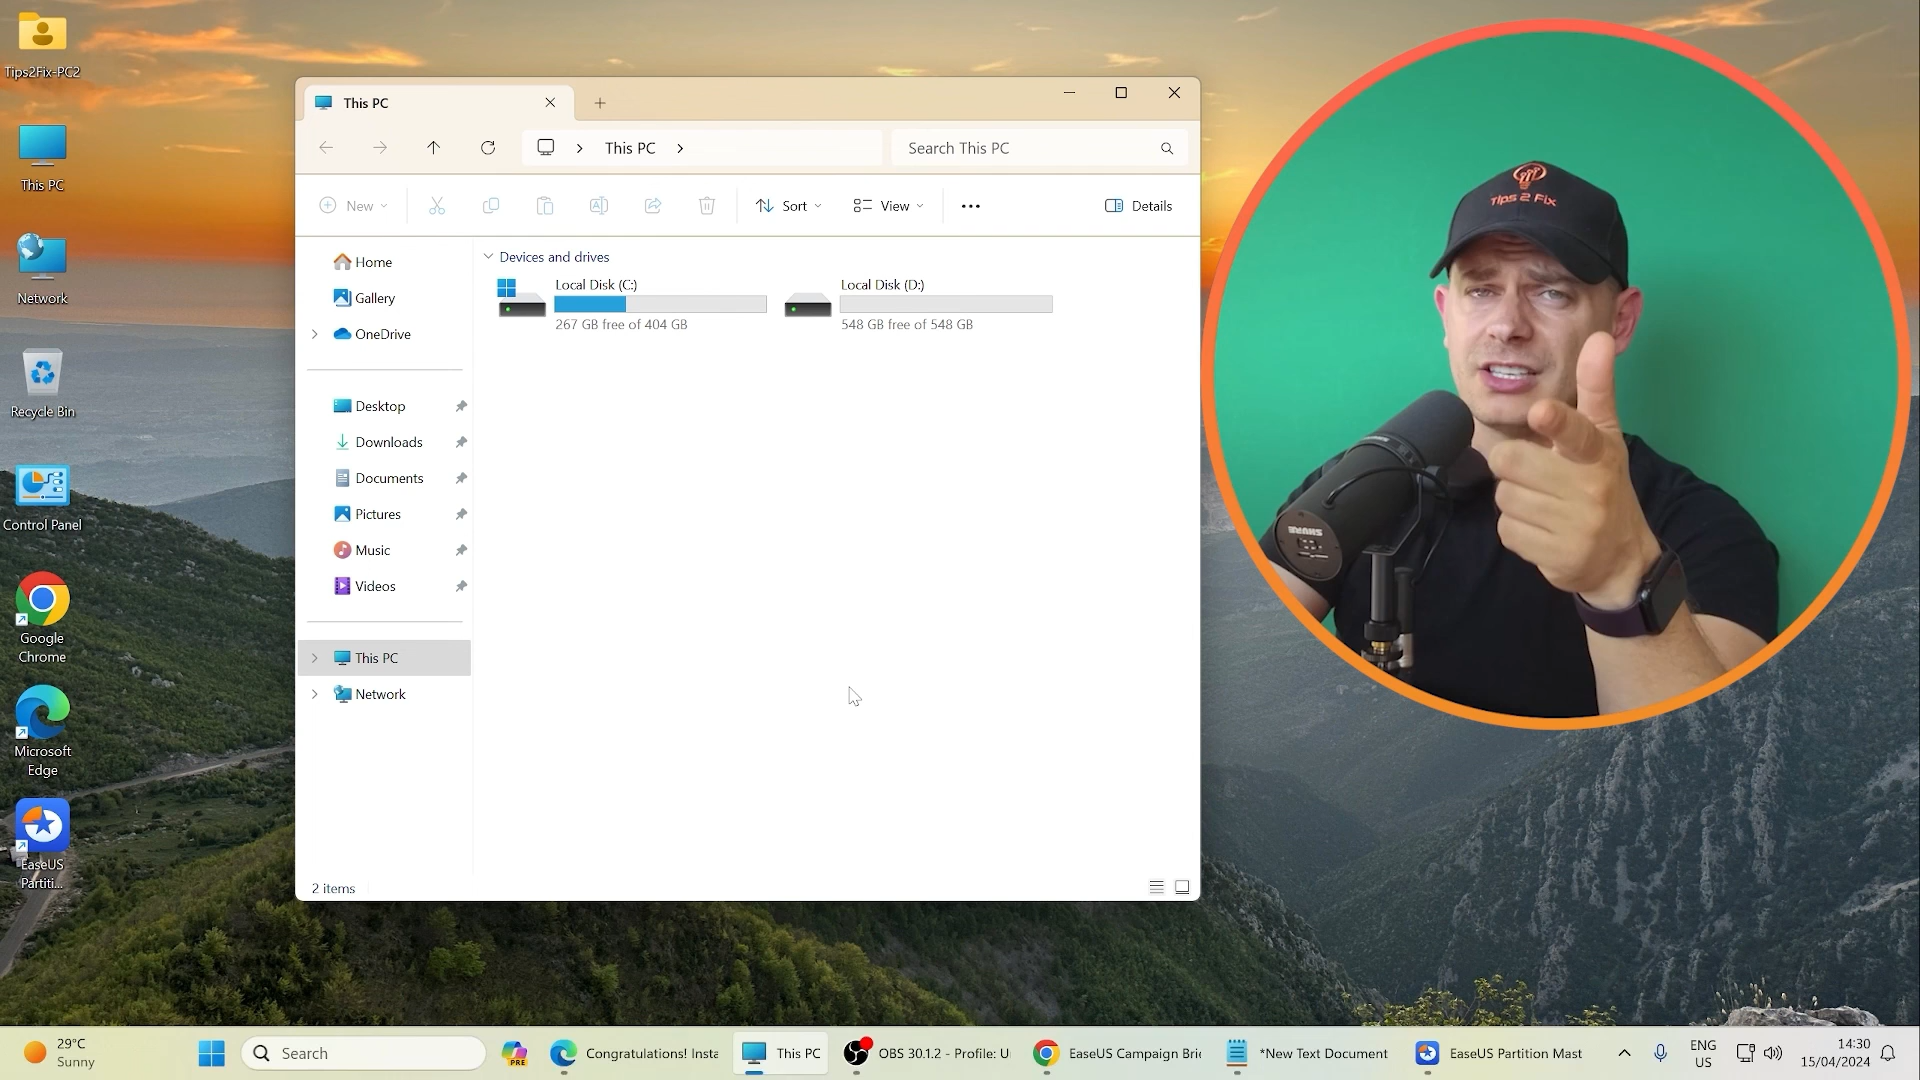 Tips2Fix-PC2
This PC
Network
Recycle Bin
Control Panel
Google
Chrome
Microsoft
Edge
EaseUS
Partiti...
This PC
This PC
Search This PC
New
Sort
View
Details
Home
Gallery
OneDrive
Desktop
Downloads
Documents
Pictures
Music
Videos
This PC
Network
Devices and drives
Local Disk (C:)
267 GB free of 404 GB
Local Disk (D:)
548 GB free of 548 GB
2 items
Tips 2 Fix
SHURE
29°C
Sunny
Search
PRE
Congratulations! Insta
This PC
OBS 30.1.2 - Profile: U
EaseUS Campaign Brie
*New Text Document
EaseUS Partition Mast
ENG
US
14:30
15/04/2024